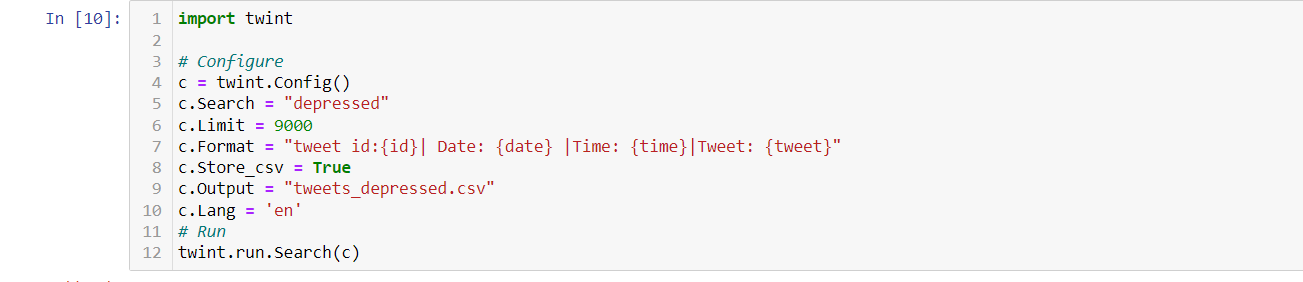 In [10]:
1 import twint
2
3 # Configure
4 c = twint.Config()
5 c.Search = "depressed"
6 c.Limit = 9000
7 c.Format = "tweet id:{id}| Date: {date} |Time: {time}|Tweet: {tweet}"
8 c.Store_csv = True
9 c.Output = "tweets_depressed.csv"
10 c.Lang = 'en'
11 # Run
12 twint.run.Search(c)